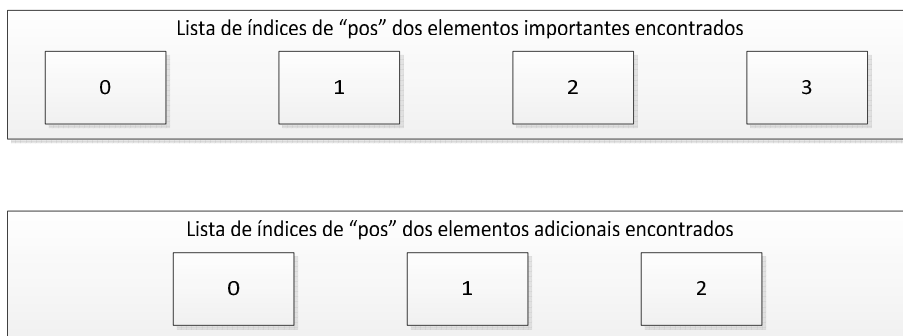 Lista de índices de “pos” dos elementos importantes encontrados
0 1 2 3
Lista de índices de “pos” dos elementos adicionais encontrados
0 1 2